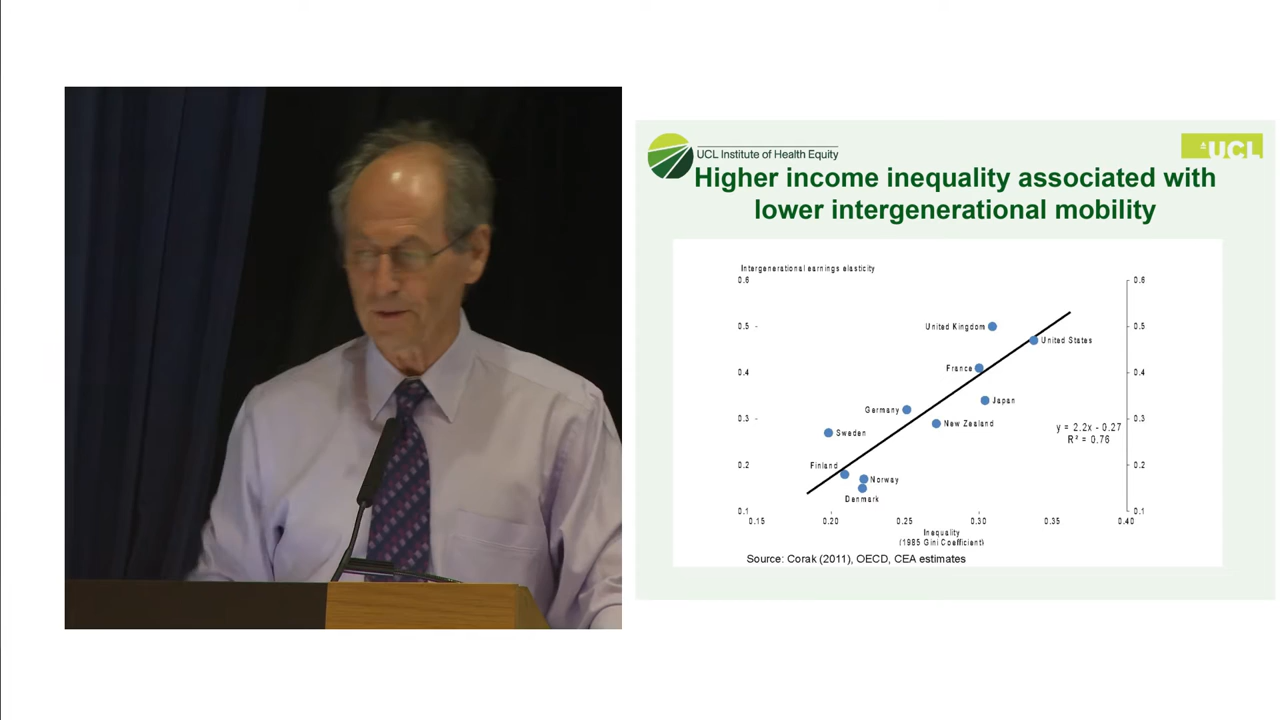 UCL Institute of Health Equity
UCL
Higher income inequality associated with
lower intergenerational mobility
Intergenerational earnings elasticity
0.6
0.6
United Kingdom
0.5
0.5
United States
France
0.4
0.4
Japan
Germany
New Zealand
0.3
0.3
Sweden
y = 2.2x - 0.27
R² = 0.76
Finland
0.2
0.2
Norway
Denmark
0.1
0.1
0.15 0.20 0.25 0.30 0.35 0.40
Inequality
(1985 Gini Coefficient)
Source: Corak (2011), OECD, CEA estimates